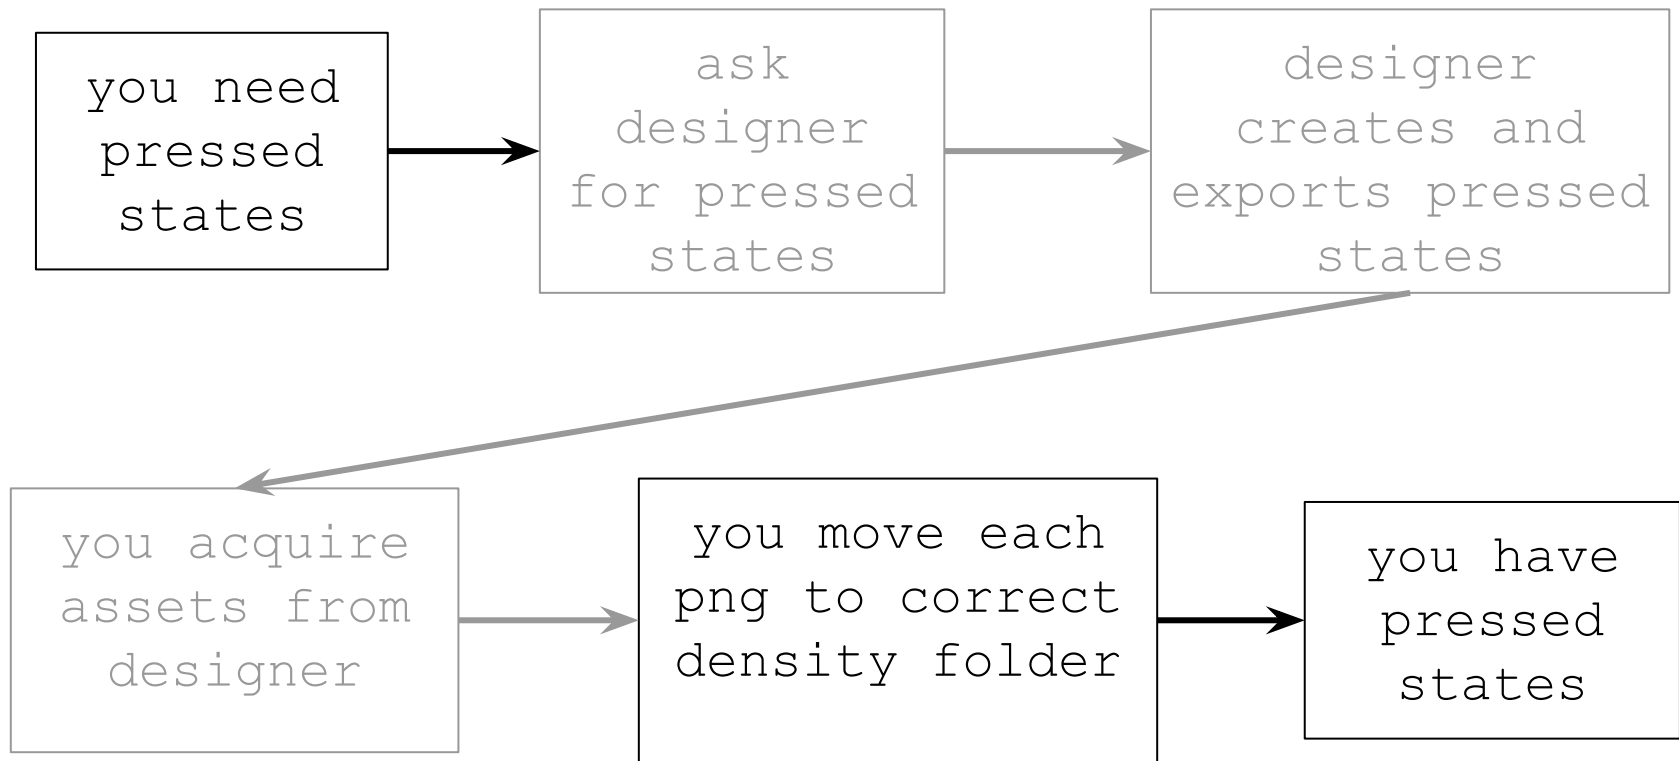 you need
pressed
states
ask
designer
for pressed
states
designer
creates and
exports pressed
states
you acquire
assets from
designer
you move each
png to correct
density folder
you have
pressed
states